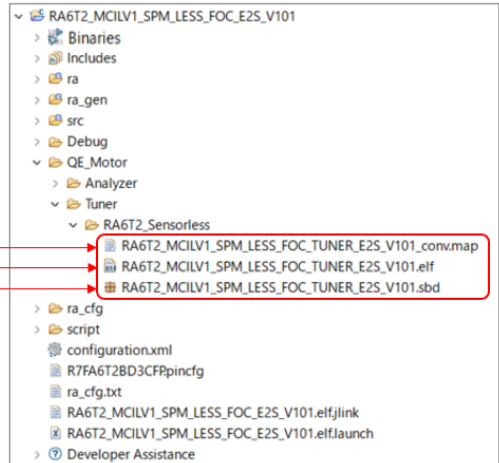 RA6T2_MCILV1_SPM_LESS_FOC_E2S_V101
Binaries
Includes
ra
ra_gen
src
Debug
QE_Motor
Analyzer
Tuner
RA6T2_Sensorless
RA6T2_MCILV1_SPM_LESS_FOC_TUNER_E2S_V101_conv.map
RA6T2_MCILV1_SPM_LESS_FOC_TUNER_E2S_V101.elf
RA6T2_MCILV1_SPM_LESS_FOC_TUNER_E2S_V101.sbd
ra_cfg
script
configuration.xml
R7FA6T2BD3CFP.pincfg
ra_cfg.txt
RA6T2_MCILV1_SPM_LESS_FOC_E2S_V101.elf.jlink
RA6T2_MCILV1_SPM_LESS_FOC_E2S_V101.elf.launch
Developer Assistance